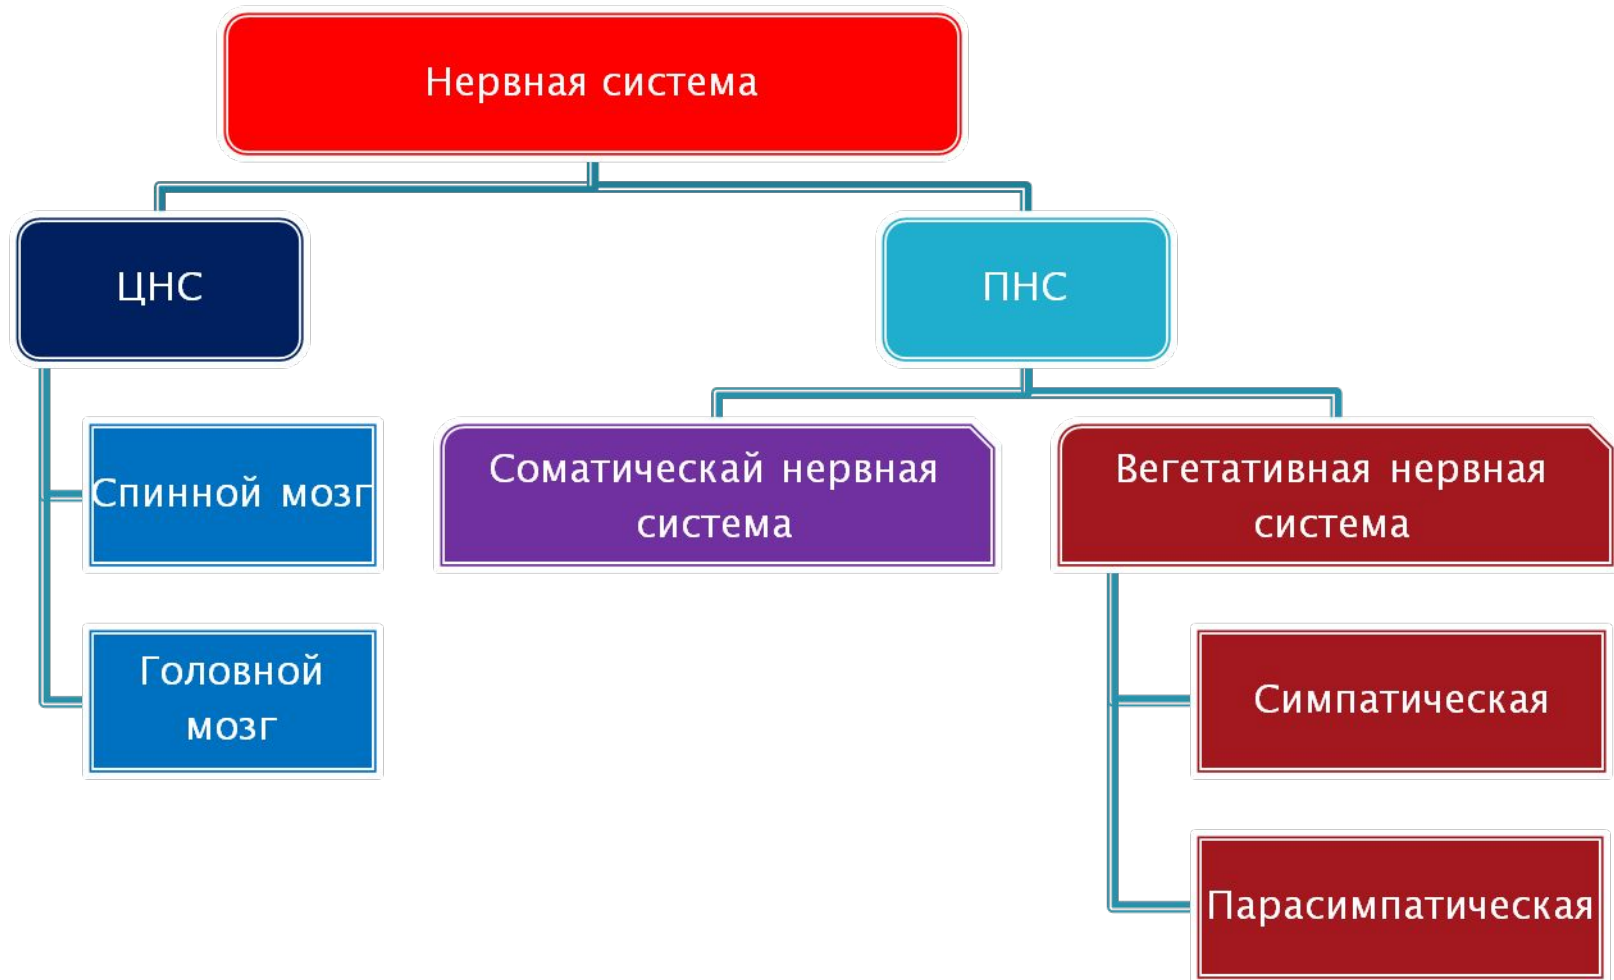 Нервная система
ЦНС
ПНС
Спинной мозг
Соматическай нервная
система
Вегетативная нервная
система
Головной
мозг
Симпатическая
Парасимпатическая